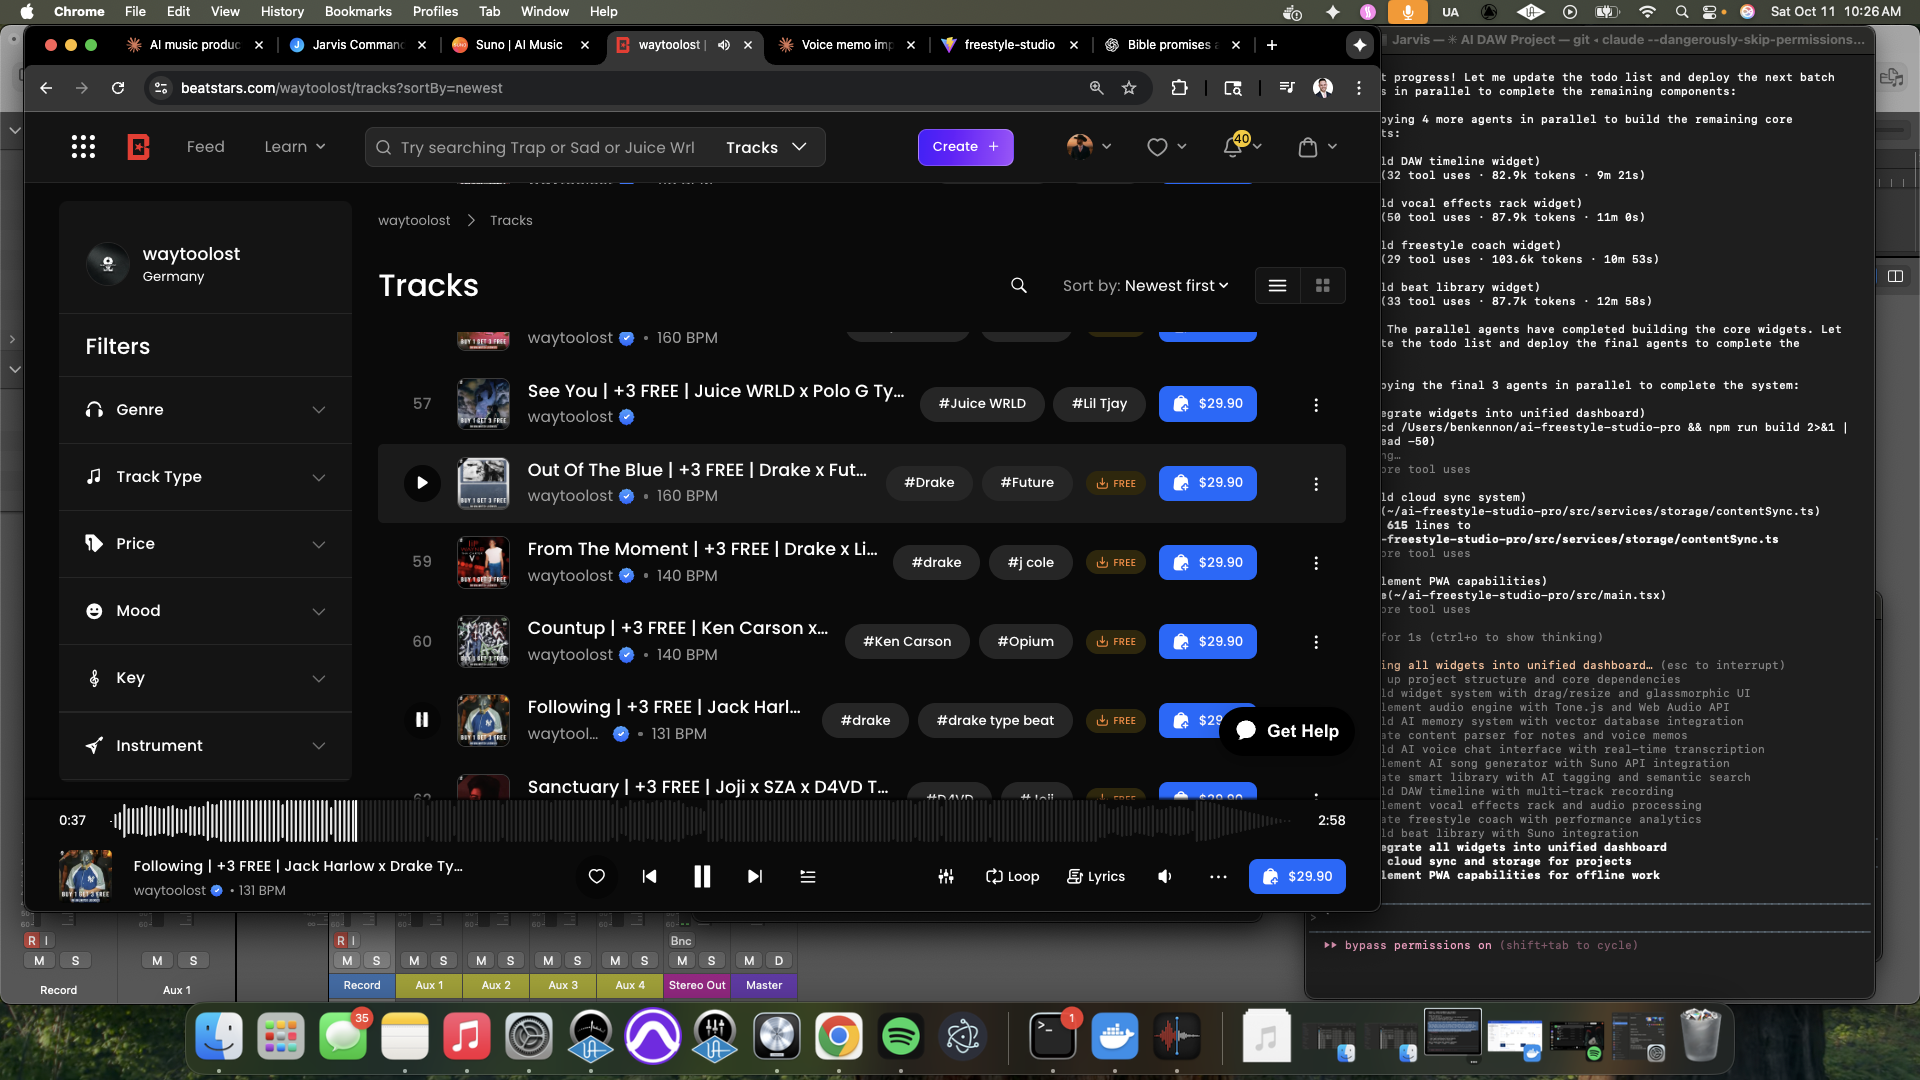 Chrome File Edit View History Bookmarks Profiles Tab Window Help
UA
Sat Oct 11 10:26 AM
AI music produc
Jarvis Comman
Suno | AI Music
waytoolost |
Voice memo imp
freestyle-studio
Bible promises a
beatstars.com/waytoolost/tracks?sortBy=newest
Feed
Learn
Try searching Trap or Sad or Juice Wrl
Tracks
Create +
40
waytoolost
Germany
Filters
Genre
Track Type
Price
Mood
Key
Instrument
waytoolost > Tracks
Tracks
Sort by: Newest first
waytoolost • 160 BPM
57
See You | +3 FREE | Juice WRLD x Polo G Ty...
waytoolost
#Juice WRLD
#Lil Tjay
$29.90
Out Of The Blue | +3 FREE | Drake x Fut...
waytoolost • 160 BPM
#Drake
#Future
FREE
$29.90
59
From The Moment | +3 FREE | Drake x Li...
waytoolost • 140 BPM
#drake
#j cole
FREE
$29.90
60
Countup | +3 FREE | Ken Carson x...
waytoolost • 140 BPM
#Ken Carson
#Opium
FREE
$29.90
Following | +3 FREE | Jack Harl...
waytool... • 131 BPM
#drake
#drake type beat
FREE
Get Help
Sanctuary | +3 FREE | Joji x SZA x D4VD T...
0:37
2:58
Following | +3 FREE | Jack Harlow x Drake Ty...
waytoolost • 131 BPM
Loop
Lyrics
$29.90
Jarvis — ✳ AI DAW Project — git ◂ claude --dangerously-skip-permissions...
t progress! Let me update the todo list and deploy the next batch
s in parallel to complete the remaining components:
oying 4 more agents in parallel to build the remaining core
ts:
ld DAW timeline widget)
(32 tool uses · 82.9k tokens · 9m 21s)
ld vocal effects rack widget)
(50 tool uses · 87.9k tokens · 11m 0s)
ld freestyle coach widget)
(29 tool uses · 103.6k tokens · 10m 53s)
ld beat library widget)
(33 tool uses · 87.7k tokens · 12m 58s)
The parallel agents have completed building the core widgets. Let
te the todo list and deploy the final agents to complete the
oying the final 3 agents in parallel to complete the system:
egrate widgets into unified dashboard)
cd /Users/benkennon/ai-freestyle-studio-pro && npm run build 2>&1 |
ead -50)
ng…
ore tool uses
ld cloud sync system)
(~/ai-freestyle-studio-pro/src/services/storage/contentSync.ts)
615 lines to
-freestyle-studio-pro/src/services/storage/contentSync.ts
ore tool uses
lement PWA capabilities)
e(~/ai-freestyle-studio-pro/src/main.tsx)
ore tool uses
for 1s (ctrl+o to show thinking)
ing all widgets into unified dashboard… (esc to interrupt)
up project structure and core dependencies
ld widget system with drag/resize and glassmorphic UI
lement audio engine with Tone.js and Web Audio API
ld AI memory system with vector database integration
ate content parser for notes and voice memos
ld AI voice chat interface with real-time transcription
lement AI song generator with Suno API integration
ate smart library with AI tagging and semantic search
ld DAW timeline with multi-track recording
lement vocal effects rack and audio processing
ate freestyle coach with performance analytics
ld beat library with Suno integration
egrate all widgets into unified dashboard
cloud sync and storage for projects
lement PWA capabilities for offline work
>
bypass permissions on (shift+tab to cycle)
R I
R I
Bnc
M S M S M S M S M S M S M S M S M D
Record
Aux 1
Record
Aux 1
Aux 2
Aux 3
Aux 4
Stereo Out
Master
35
1